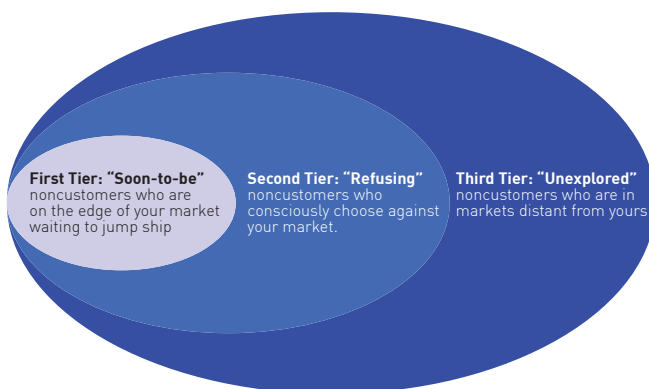 First Tier: “Soon-to-be”
noncustomers who are
on the edge of your market
waiting to jump ship
Second Tier: “Refusing”
noncustomers who
consciously choose against
your market.
Third Tier: “Unexplored”
noncustomers who are in
markets distant from yours